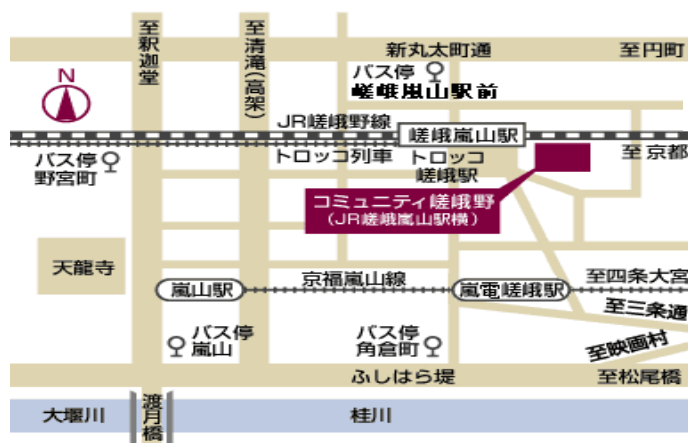 至釈迦堂
至清滝(高架)
新丸太町通
至円町
バス停
嵯峨嵐山駅前
N
JR嵯峨野線
嵯峨嵐山駅
至京都
バス停
野宮町
トロッコ列車
トロッコ
嵯峨駅
コミュニティ嵯峨野
(JR嵯峨嵐山駅横)
天龍寺
嵐山駅
京福嵐山線
嵐電嵯峨駅
至四条大宮
至三条通
バス停
嵐山
バス停
角倉町
至映画村
ふしはら堤
至松尾橋
大堰川
渡月橋
桂川